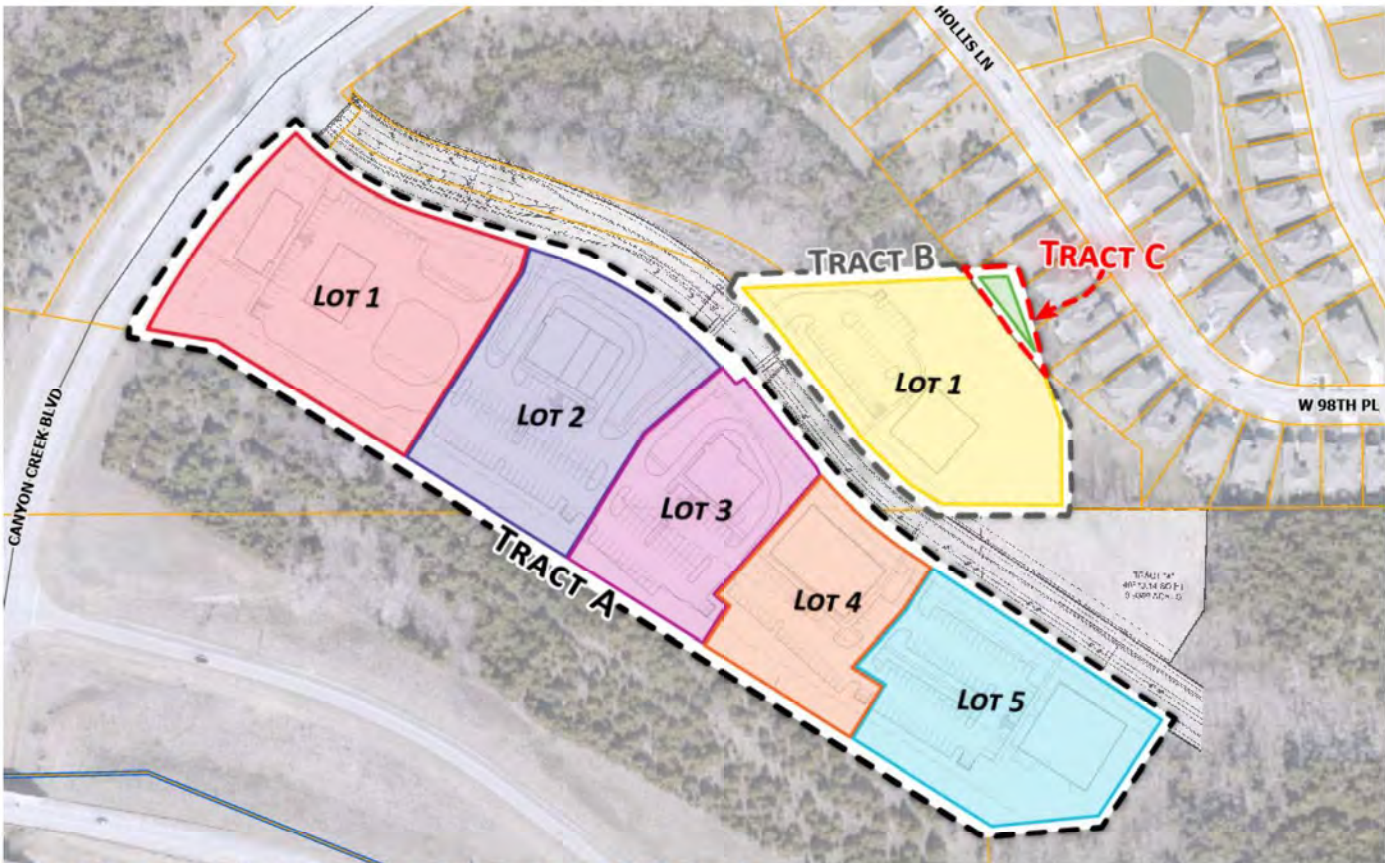 HOLLIS LN
TRACT B
TRACT C
LOT 1
LOT 1
W 98TH PL
CANYON CREEK BLVD
LOT 2
LOT 3
TRACT A
LOT 4
LOT 5